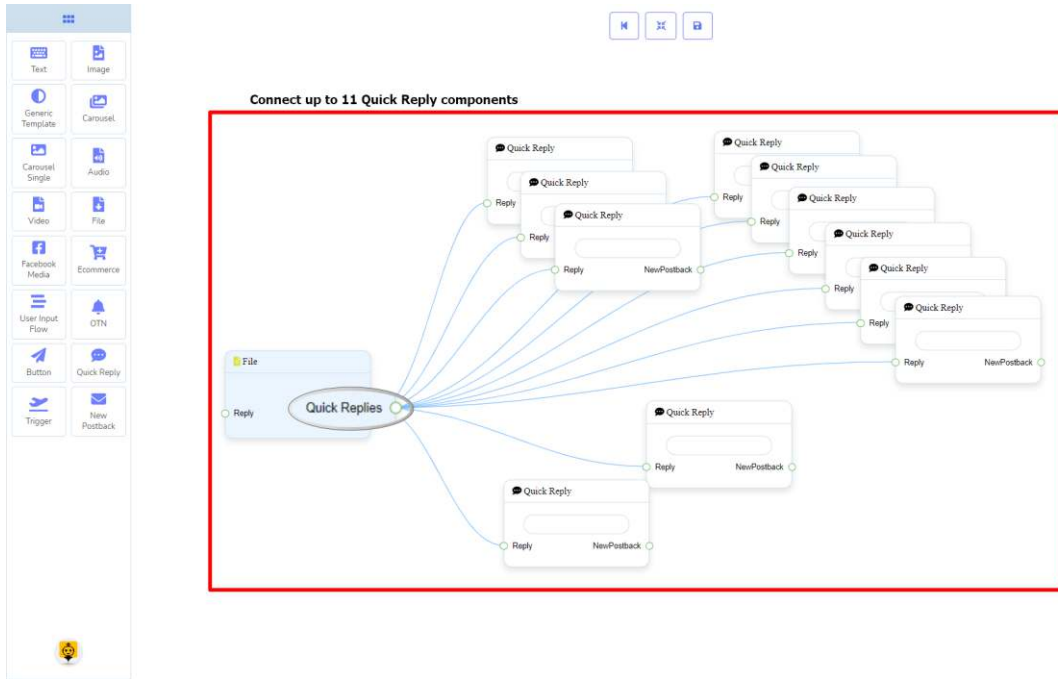 Text
Image
Generic
Template
Carousel
Carousel
Single
Audio
Video
File
Facebook
Media
Ecommerce
User Input
Flow
OTN
Button
Quick Reply
Trigger
New
Postback
Connect up to 11 Quick Reply components
Quick Reply
Reply
Quick Reply
Reply
Quick Reply
Reply NewPostback
Quick Reply
Reply
Quick Reply
Reply
Quick Reply
Reply
Quick Reply
Reply
Quick Reply
Reply
Quick Reply
Reply NewPostback
File
Reply Quick Replies
Quick Reply
Reply NewPostback
Quick Reply
Reply NewPostback